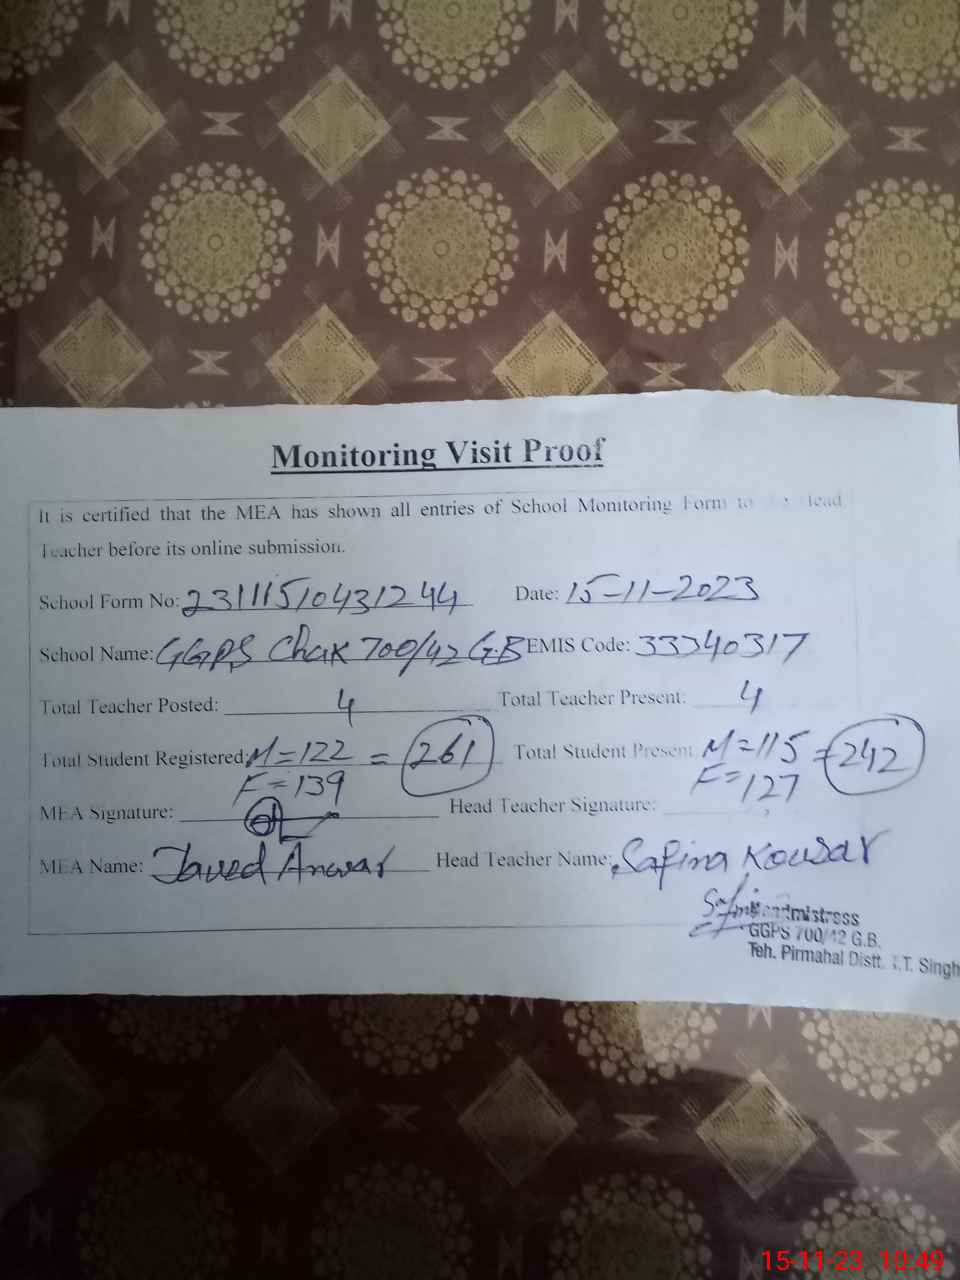 Monitoring Visit Proof
It is certified that the MEA has shown all entries of School Monitoring Form to the Head
Teacher before its online submission.
School Form No: 23111510431244 Date: 15-11-2023
School Name: GGPS Chak 700/42 G.B EMIS Code: 33340317
Total Teacher Posted: 4 Total Teacher Present: 4
Total Student Registered: M=122 = 261 Total Student Present M=115 = 242
F=139 F=127
MEA Signature: Head Teacher Signature:
MEA Name: Javed Anwar Head Teacher Name: Safina Kousar
Headmistress
GGPS 700/42 G.B.
Teh. Pirmahal Distt. T.T. Singh
15-11-23 10:49